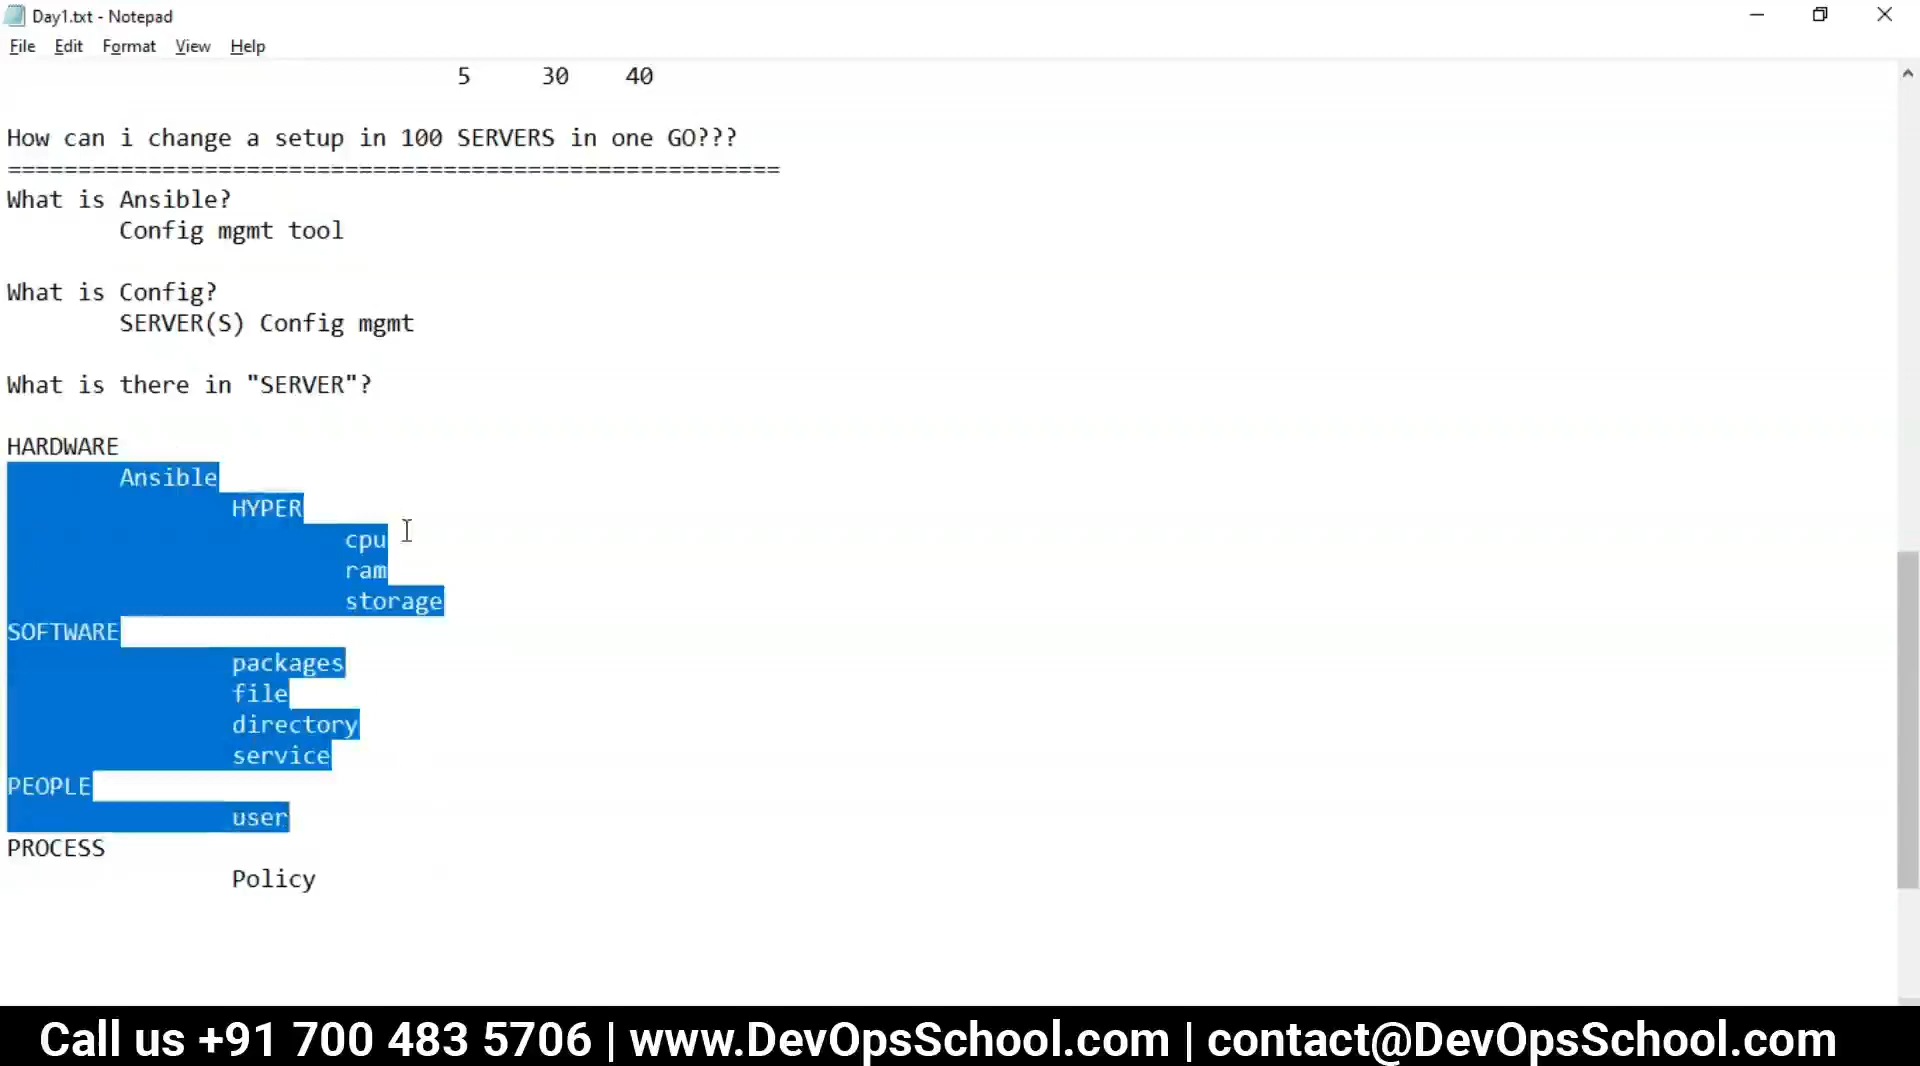 Day1.txt - Notepad
File Edit Format View Help
5 30 40
How can i change a setup in 100 SERVERS in one GO???
=======================================================
What is Ansible?
Config mgmt tool
What is Config?
SERVER(S) Config mgmt
What is there in "SERVER"?
HARDWARE
Ansible
HYPER
cpu
ram
storage
SOFTWARE
packages
file
directory
service
PEOPLE
user
PROCESS
Policy
Call us +91 700 483 5706 | www.DevOpsSchool.com | contact@DevOpsSchool.com